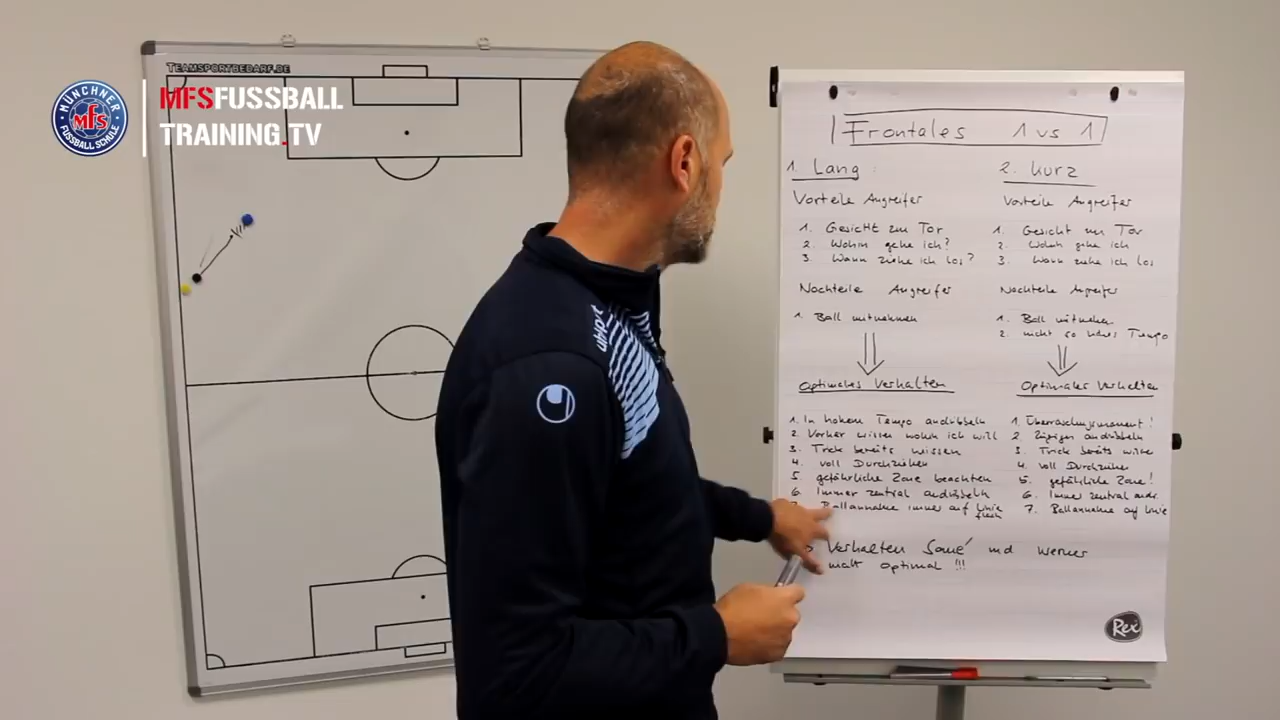 TEAMSPORTBEDARF.DE
MÜNCHNER
MFS
FUSSBALL SCHULE
MFSFUSSBALL
TRAINING.TV
uhlsport
Frontales 1 vs 1
1. Lang:
Vorteile Angreifer
1. Gesicht zum Tor
2. Wohin gehe ich?
3. Wann ziehe ich los?
Nachteile Angreifer
1. Ball mitnehmen
Optimales Verhalten
1. In hohem Tempo andribbeln
2. Vorher wissen wohin ich will
3. Trick bereits wissen
4. voll Durchziehen
5. gefährliche Zone beachten
6. Immer zentral andribbeln
Ballannahme immer auf Linie
2. Kurz
Vorteile Angreifer
1. Gesicht zum Tor
2. Wohin gehe ich
3. Wann ziehe ich los
Nachteile Angreifer
1. Ball mitnehmen
2. nicht so hohes Tempo
Optimales Verhalten
1. Überraschungsmoment!
2. Zügiges andribbeln
3. Trick bereits wissen
4. voll Durchziehen
5. gefährliche Zone!
6. Immer zentral andr.
7. Ballannahme auf Linie
Verhalten Sané und Werner
nicht optimal !!!
Rex